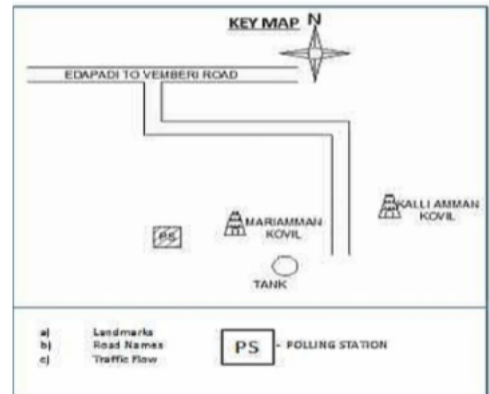 KEY MAP
N
EDAPADI TO VEMBERI ROAD
KALLI AMMAN
KOVIL
MARIAMMAN
KOVIL
PS
TANK
a) Landmarks
b) Road Names
c) Traffic Flow
PS - POLLING STATION